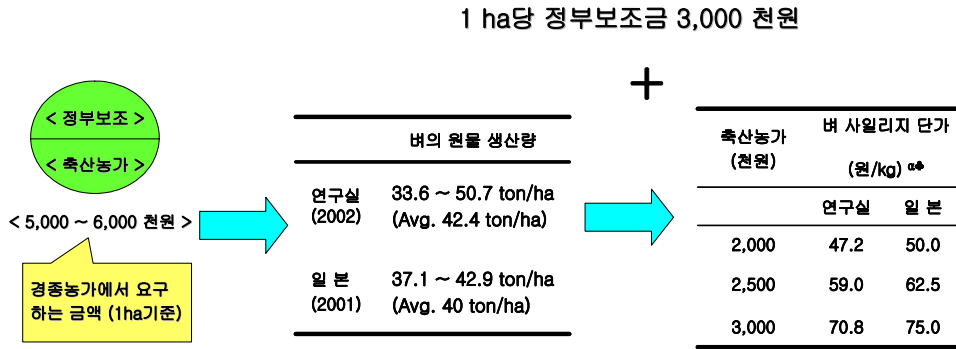 1 ha당 정부보조금 3,000 천원
+
< 정부보조 >
< 축산농가 >
< 5,000 ~ 6,000 천원 >
경종농가에서 요구
하는 금액 (1ha기준)
벼의 원물 생산량
연구실 33.6 ~ 50.7 ton/ha
(2002) (Avg. 42.4 ton/ha)
일 본 37.1 ~ 42.9 ton/ha
(2001) (Avg. 40 ton/ha)
축산농가 벼 사일리지 단가
(천원) (원/kg) α♣
연구실 일 본
2,000 47.2 50.0
2,500 59.0 62.5
3,000 70.8 75.0